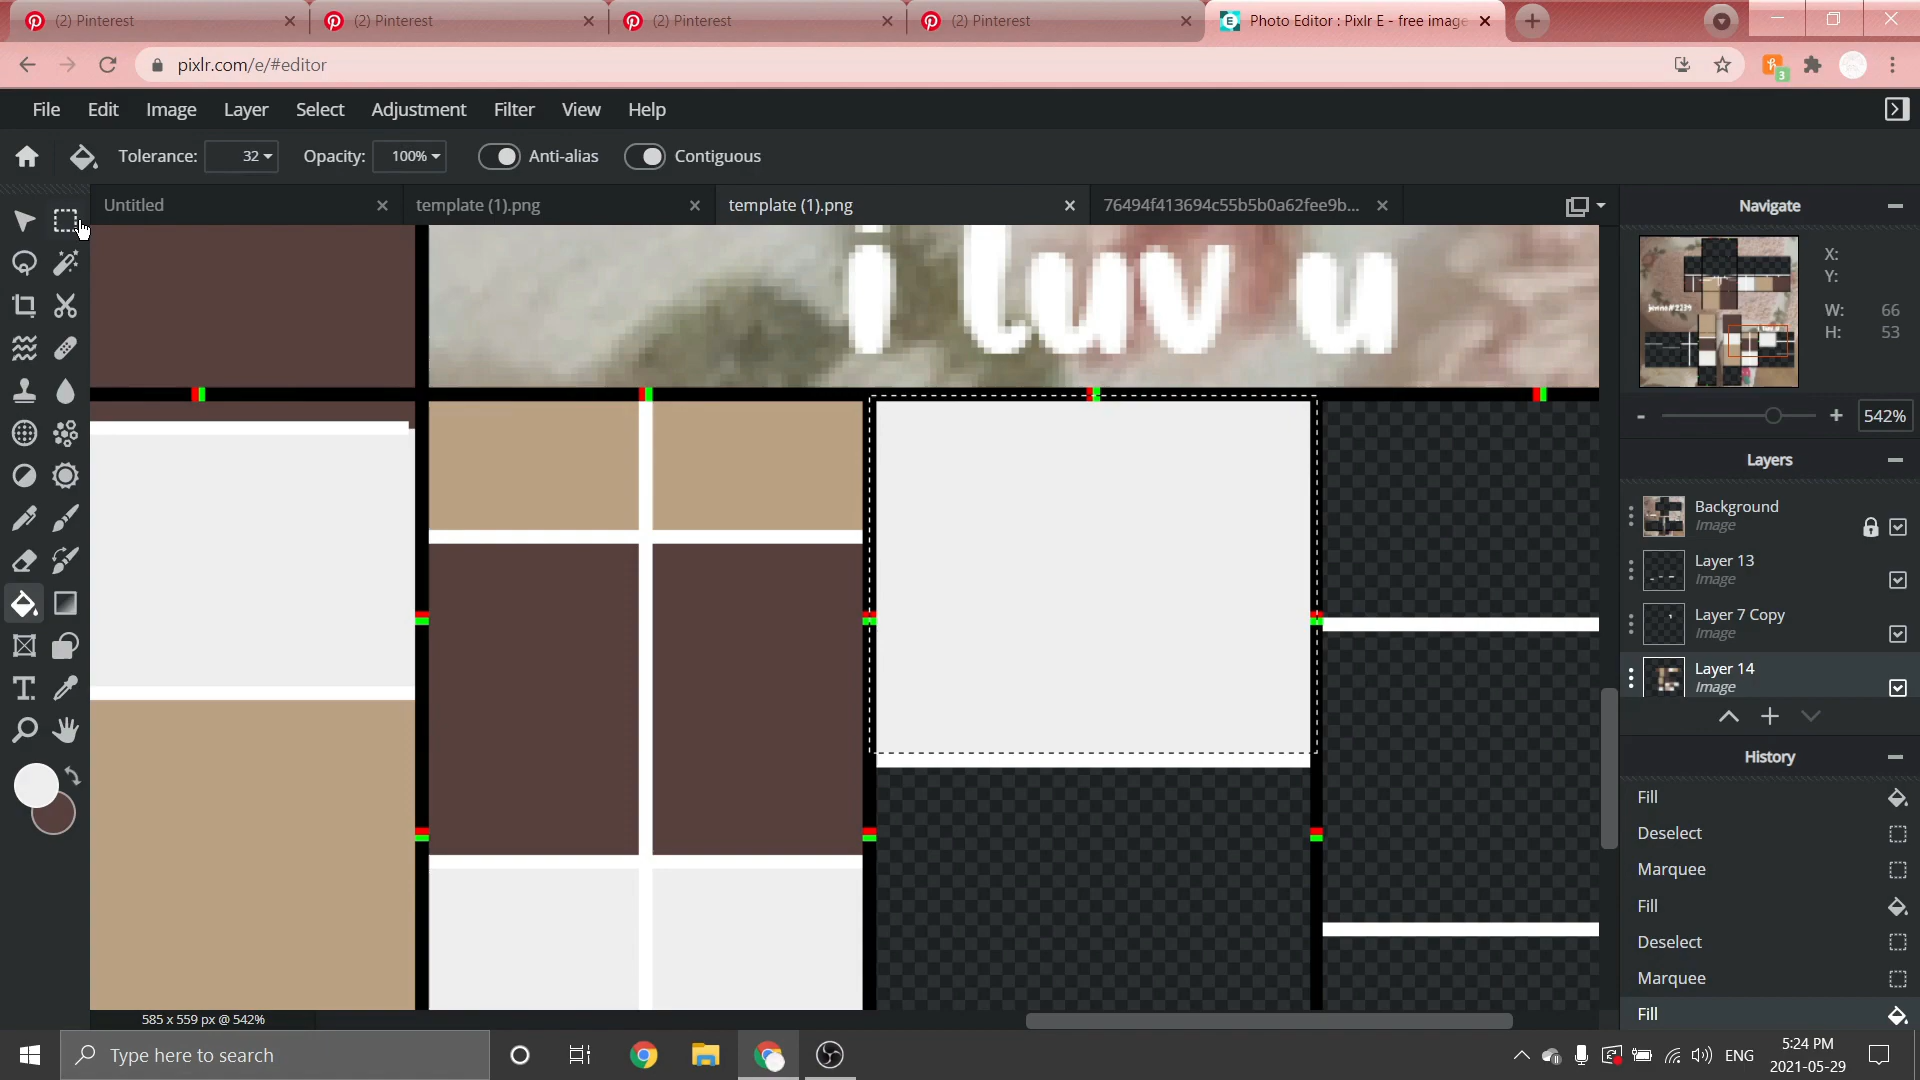 (2) Pinterest
(2) Pinterest
(2) Pinterest
(2) Pinterest
Photo Editor : Pixlr E - free image
pixlr.com/e/#editor
3
File Edit Image Layer Select Adjustment Filter View Help
Tolerance: 32 Opacity: 100% Anti-alias Contiguous
Untitled
template (1).png
template (1).png
76494f413694c55b5b0a62fee9b...
i luv u
Navigate
X:
Y:
W: 66
H: 53
542%
Layers
Background
Image
Layer 13
Image
Layer 7 Copy
Image
Layer 14
Image
History
Fill
Deselect
Marquee
Fill
Deselect
Marquee
Fill
585 x 559 px @ 542%
Type here to search
ENG
5:24 PM
2021-05-29